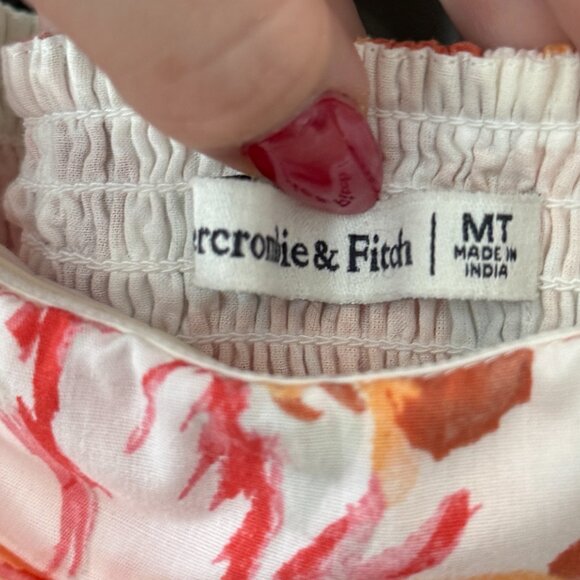 ercrombie & Fitch | MT
MADE IN
INDIA